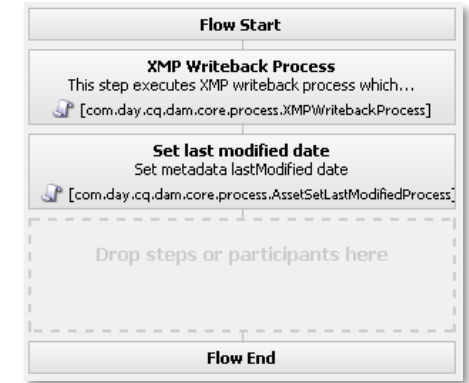 Flow Start
XMP Writeback Process
This step executes XMP writeback process which...
[com.day.cq.dam.core.process.XMPWritebackProcess]
Set last modified date
Set metadata lastModified date
[com.day.cq.dam.core.process.AssetSetLastModifiedProcess]
Drop steps or participants here
Flow End